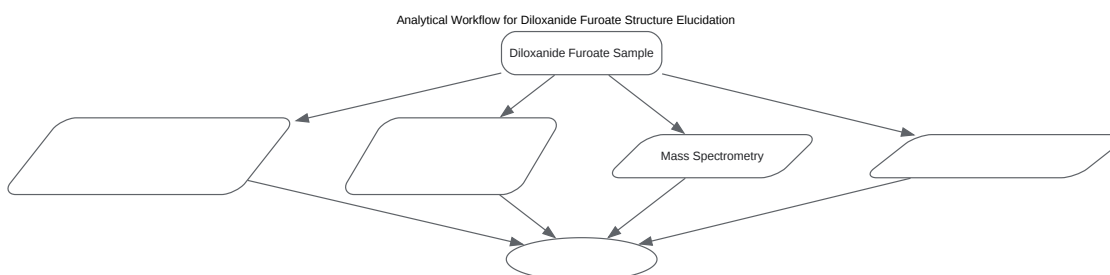 Analytical Workflow for Diloxanide Furoate Structure Elucidation
Diloxanide Furoate Sample
Mass Spectrometry